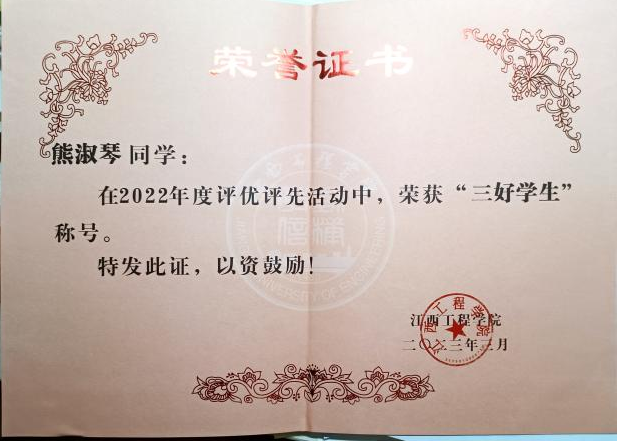 荣誉证书
熊淑琴 同学：
在2022年度评优评先活动中，荣获“三好学生”
称号。
特发此证，以资鼓励！
江西工程学院
二〇二三年三月